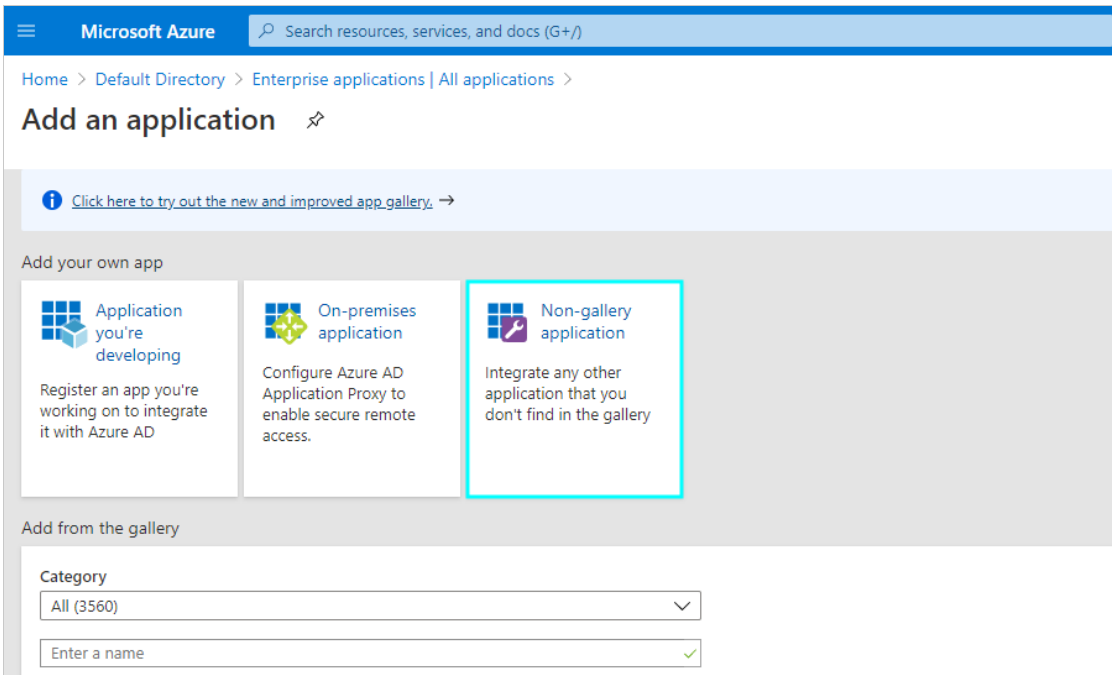 Microsoft Azure
Search resources, services, and docs (G+/)
Home > Default Directory > Enterprise applications | All applications >
Add an application
Click here to try out the new and improved app gallery. →
Add your own app
Application
you're
developing
Register an app you're
working on to integrate
it with Azure AD
On-premises
application
Configure Azure AD
Application Proxy to
enable secure remote
access.
Non-gallery
application
Integrate any other
application that you
don't find in the gallery
Add from the gallery
Category
All (3560)
Enter a name